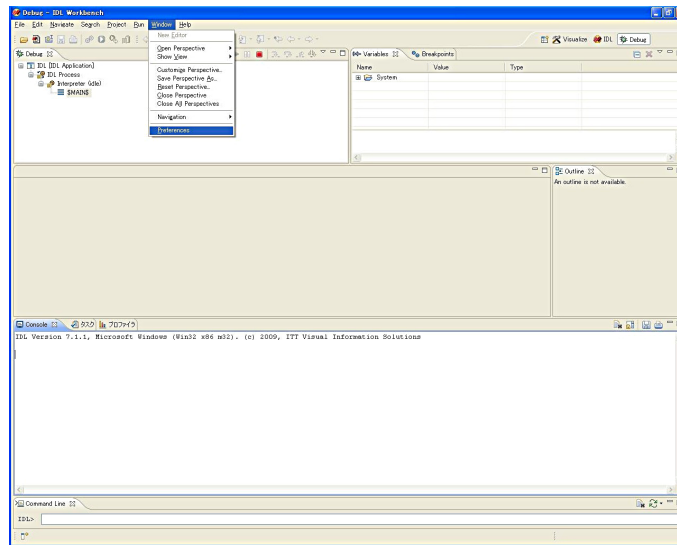 Debug - IDL Workbench
File Edit Navigate Search Project Run Window Help
New Editor
Open Perspective
Show View
Customize Perspective...
Save Perspective As...
Reset Perspective...
Close Perspective
Close All Perspectives
Navigation
Preferences
Visualize IDL Debug
Debug
IDL [IDL Application]
IDL Process
Interpreter (idle)
$MAIN$
Variables Breakpoints
Name Value Type
System
Outline
An outline is not available.
Console タスク プロファイラ
IDL Version 7.1.1, Microsoft Windows (Win32 x86 m32). (c) 2009, ITT Visual Information Solutions
Command Line
IDL>